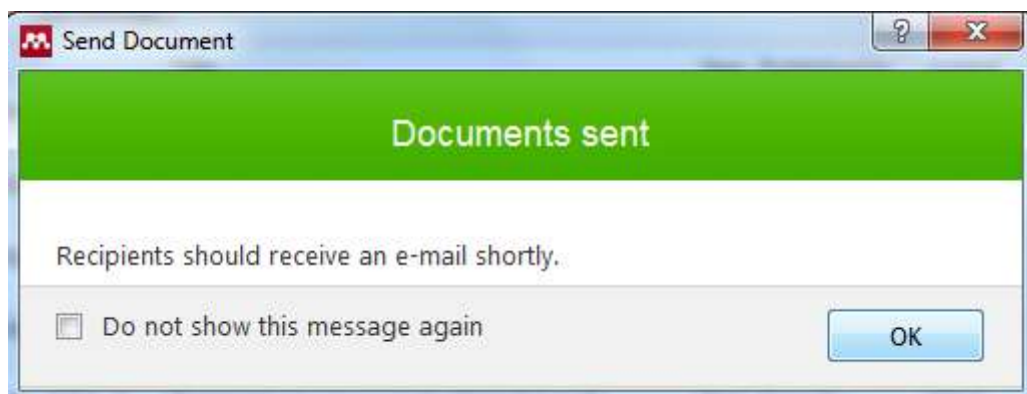 Send Document
Documents sent
Recipients should receive an e-mail shortly.
Do not show this message again
OK